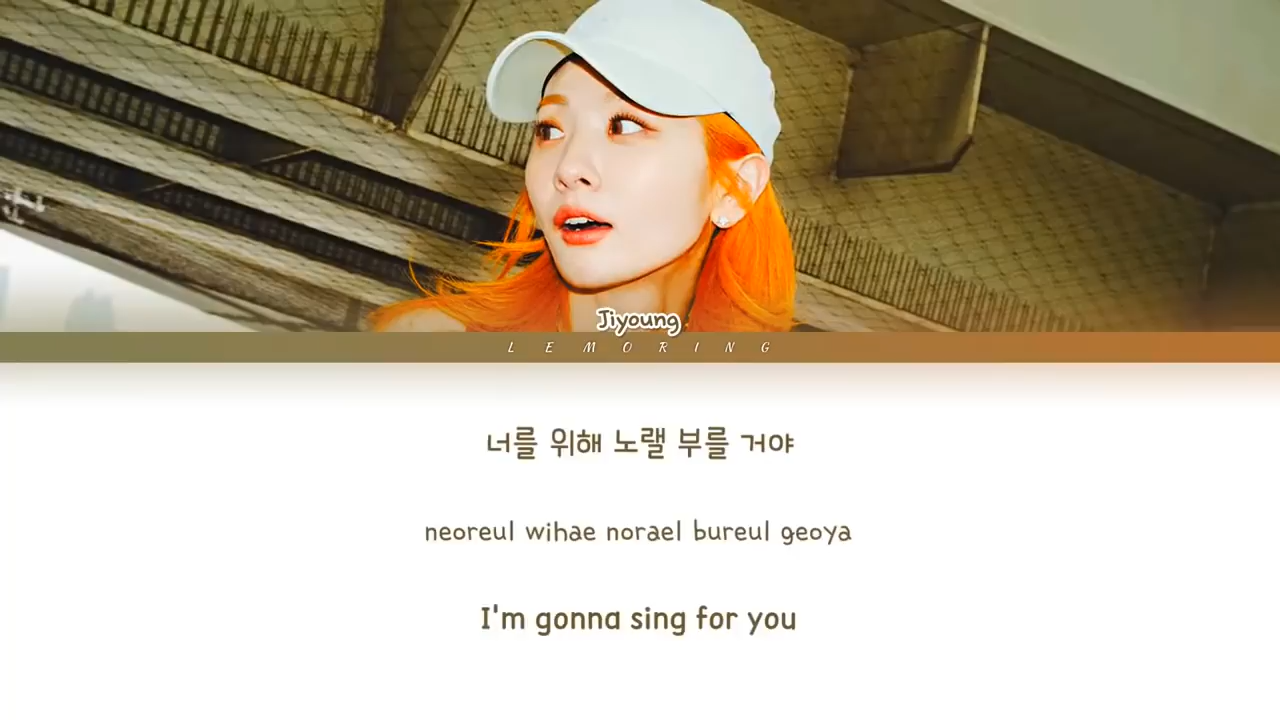 Jiyoung
LEMORING
너를 위해 노랠 부를 거야
neoreul wihae norael bureul geoya
I'm gonna sing for you